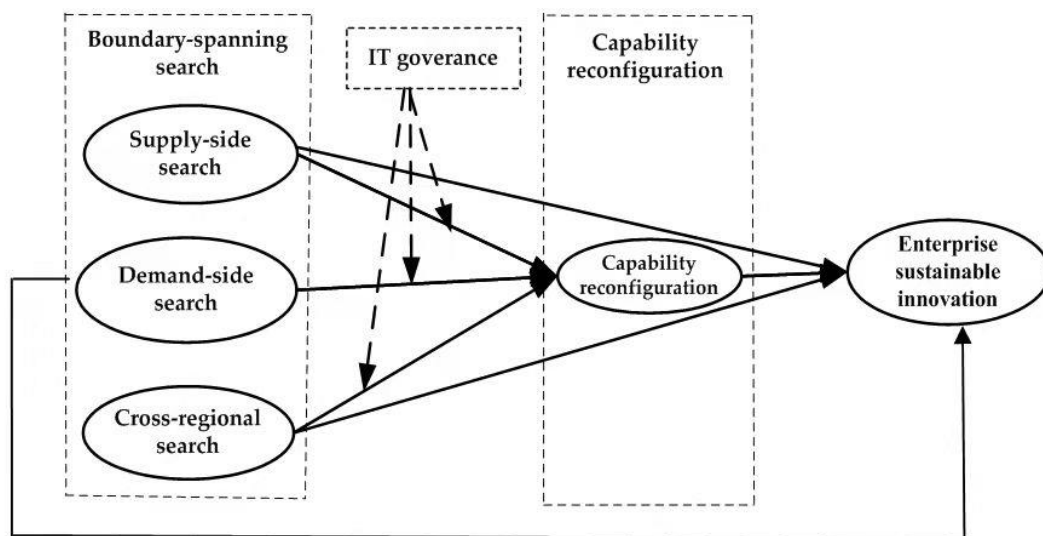 Boundary-spanning
search
IT goverance
Capability
reconfiguration
Supply-side
search
Demand-side
search
Capability
reconfiguration
Enterprise
sustainable
innovation
Cross-regional
search